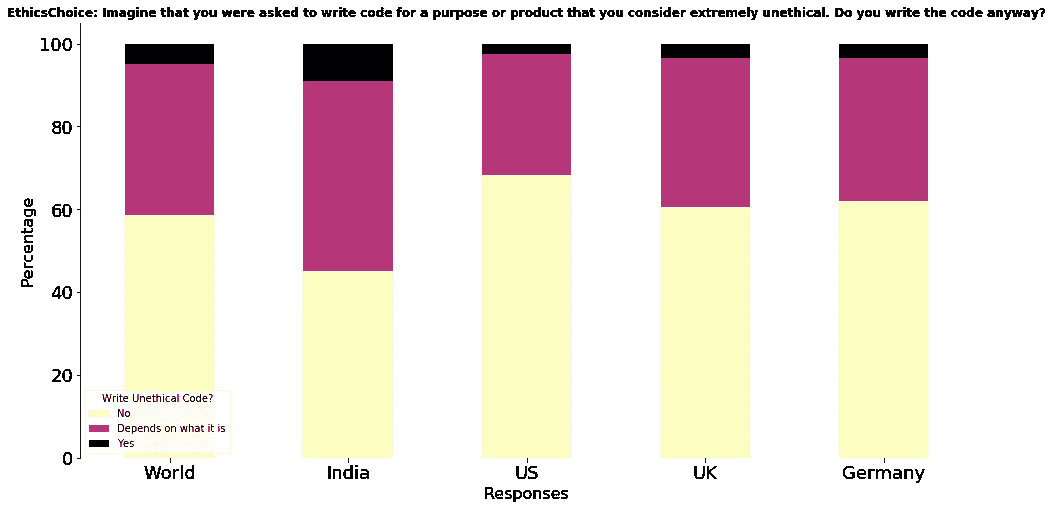 EthicsChoice: Imagine that you were asked to write code for a purpose or product that you consider extremely unethical. Do you write the code anyway?
100
80
60
40
20
0
Percentage
Write Unethical Code?
No
Depends on what it is
Yes
World India US UK Germany
Responses